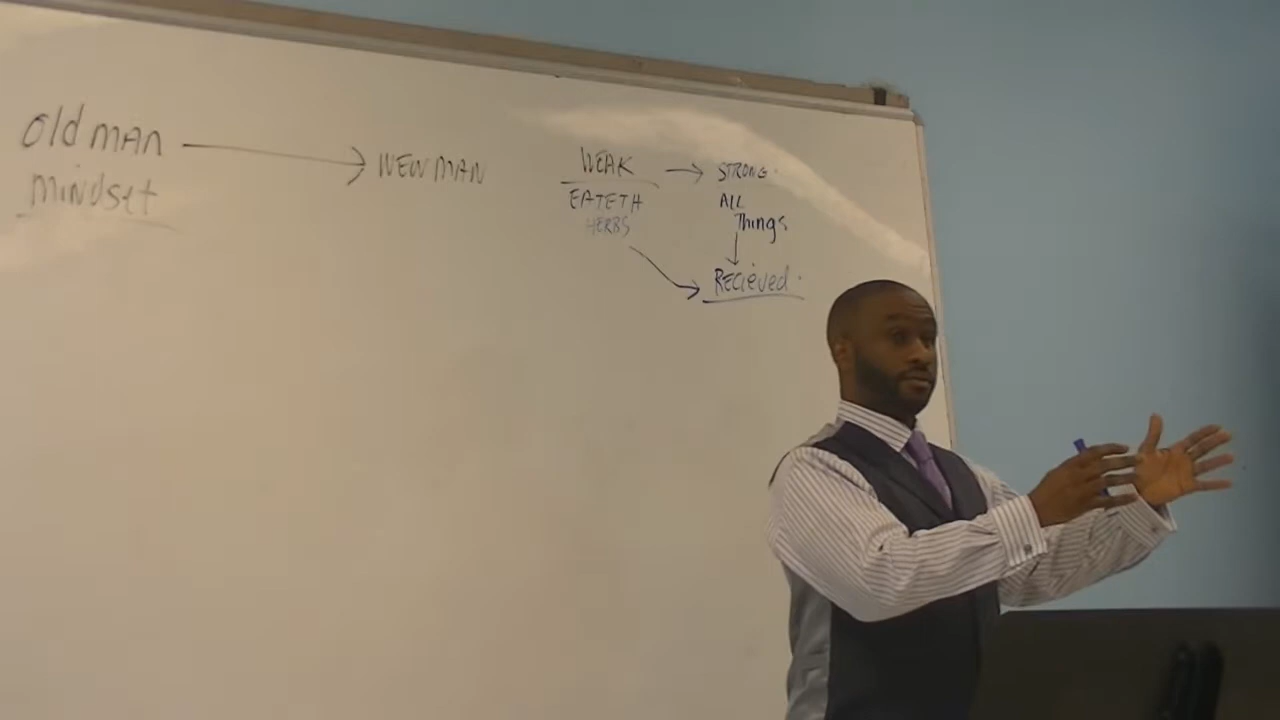 old man → NEW MAN
mindset
WEAK → STRONG
EATETH
HERBS
ALL
Things
RECIEVED